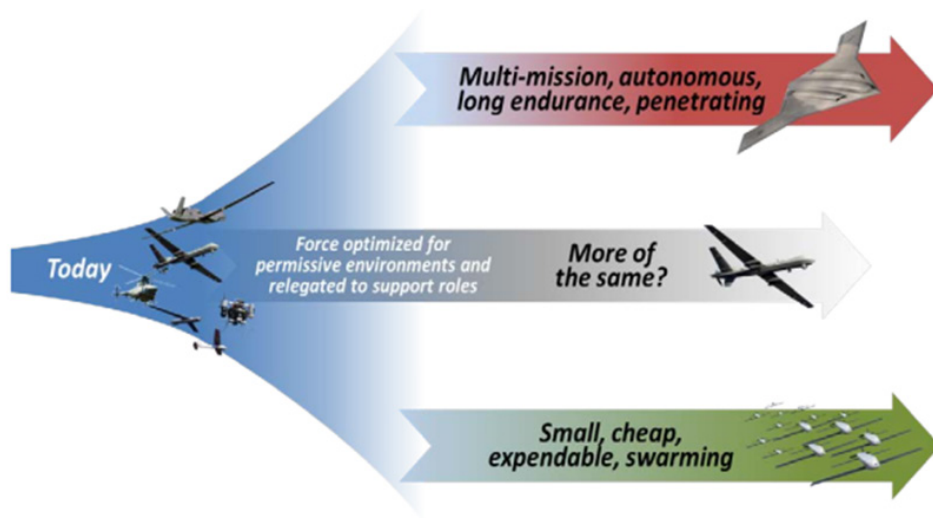 Multi-mission, autonomous,
long endurance, penetrating
Today
Force optimized for
permissive environments and
relegated to support roles
More of
the same?
Small, cheap,
expendable, swarming